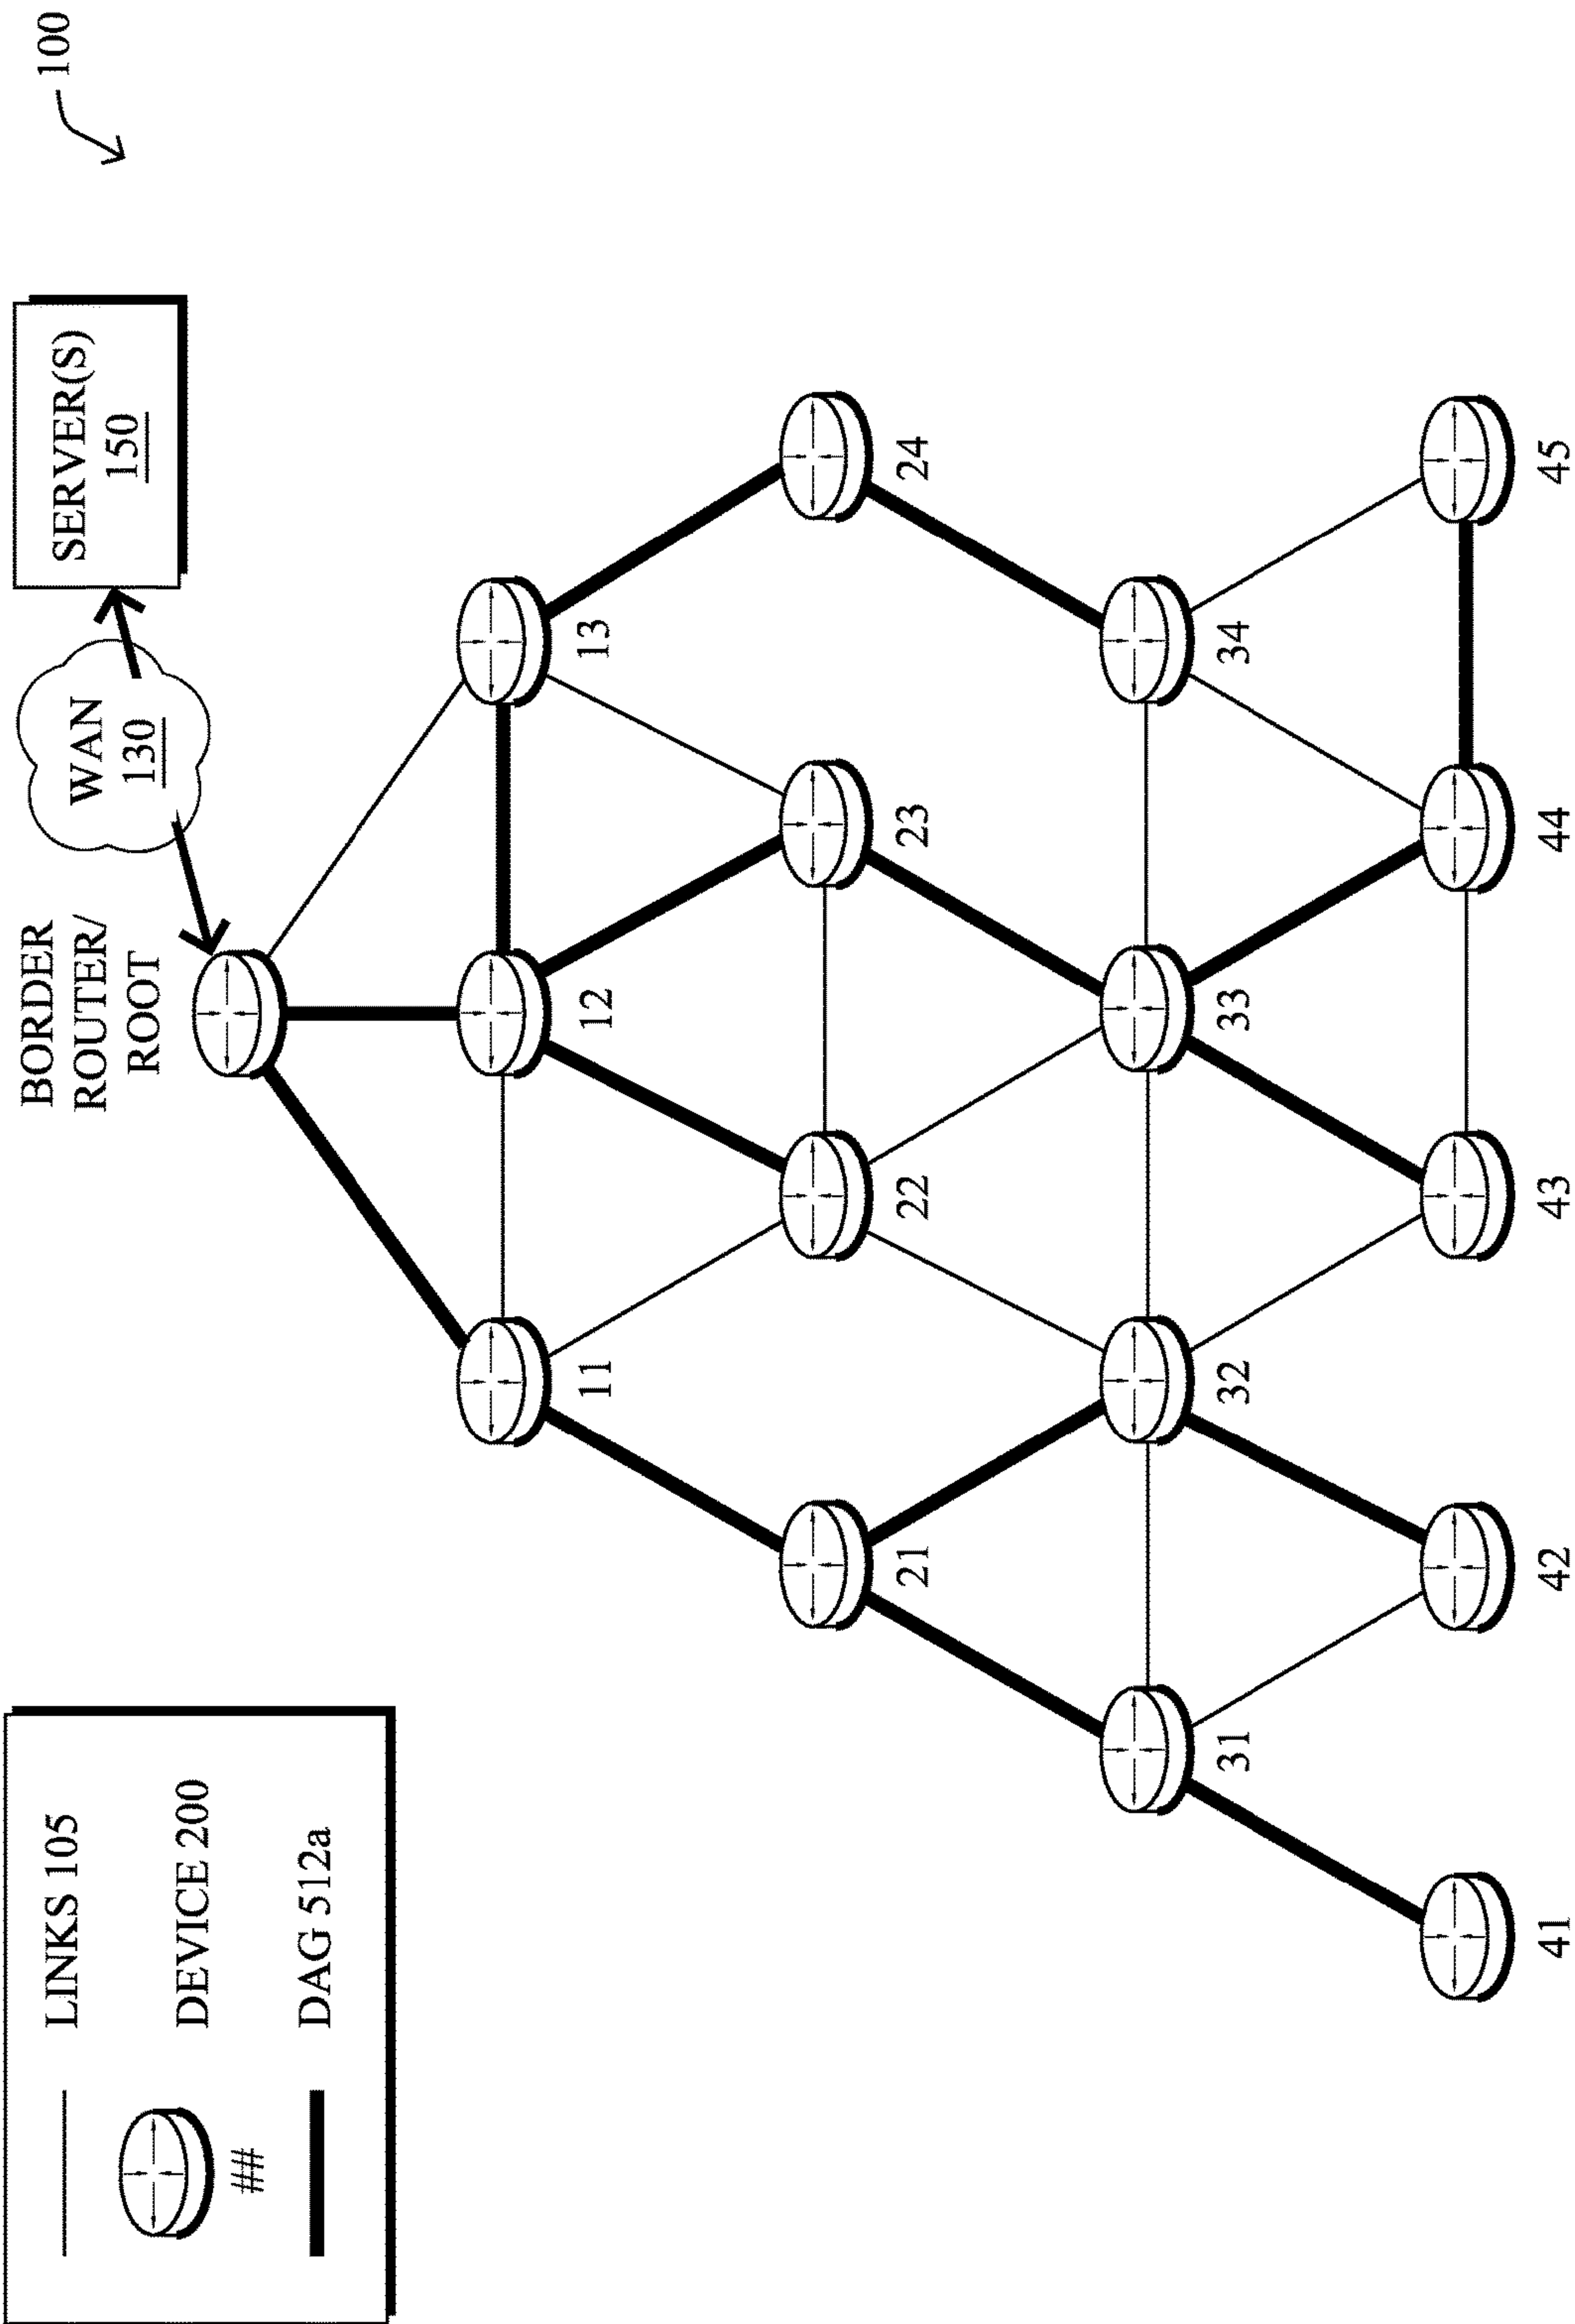 LINKS 105
DEVICE 200
##
DAG 512a
BORDER
ROUTER/
ROOT
WAN
130
SERVER(S)
150
100
11
12
13
21
22
23
24
31
32
33
34
41
42
43
44
45